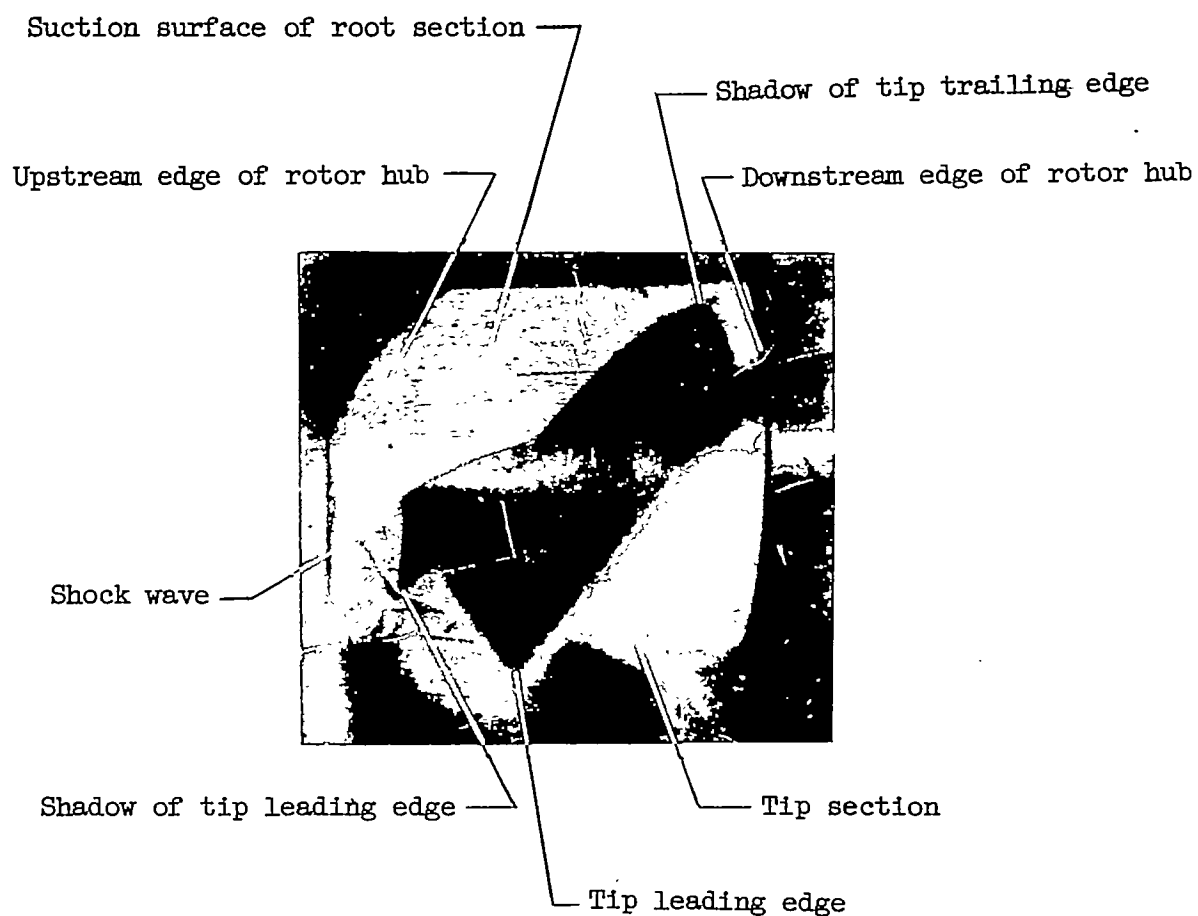 Suction surface of root section
Shadow of tip trailing edge
Upstream edge of rotor hub
Downstream edge of rotor hub
Shock wave
Shadow of tip leading edge
Tip section
Tip leading edge